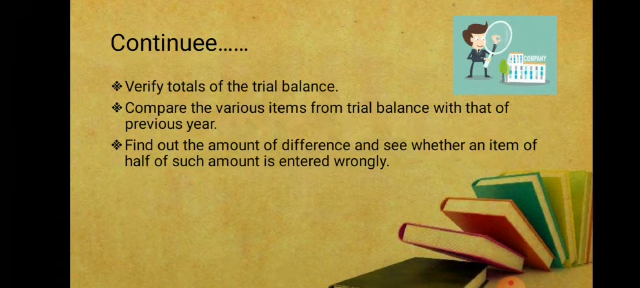 Continuee......
COMPANY
❖Verify totals of the trial balance.
❖Compare the various items from trial balance with that of
previous year.
❖Find out the amount of difference and see whether an item of
half of such amount is entered wrongly.